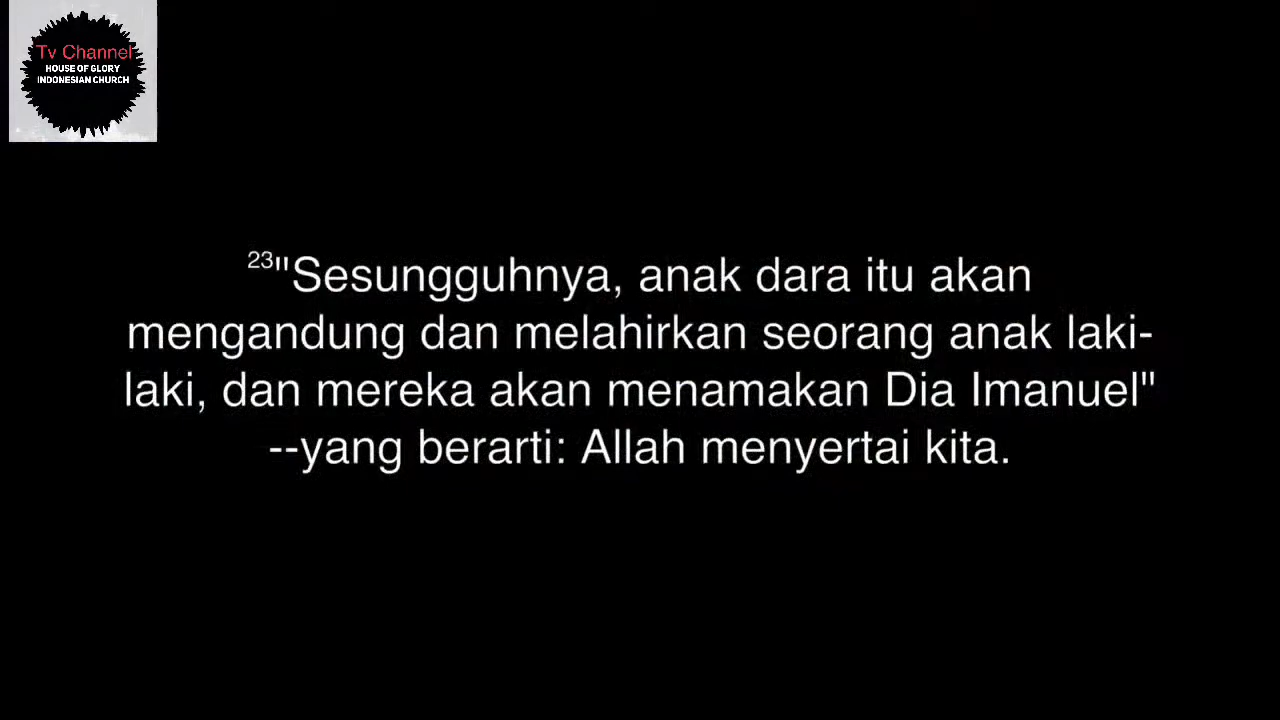 Tv Channel
HOUSE OF GLORY
INDONESIAN CHURCH
23"Sesungguhnya, anak dara itu akan
mengandung dan melahirkan seorang anak laki-
laki, dan mereka akan menamakan Dia Imanuel"
--yang berarti: Allah menyertai kita.